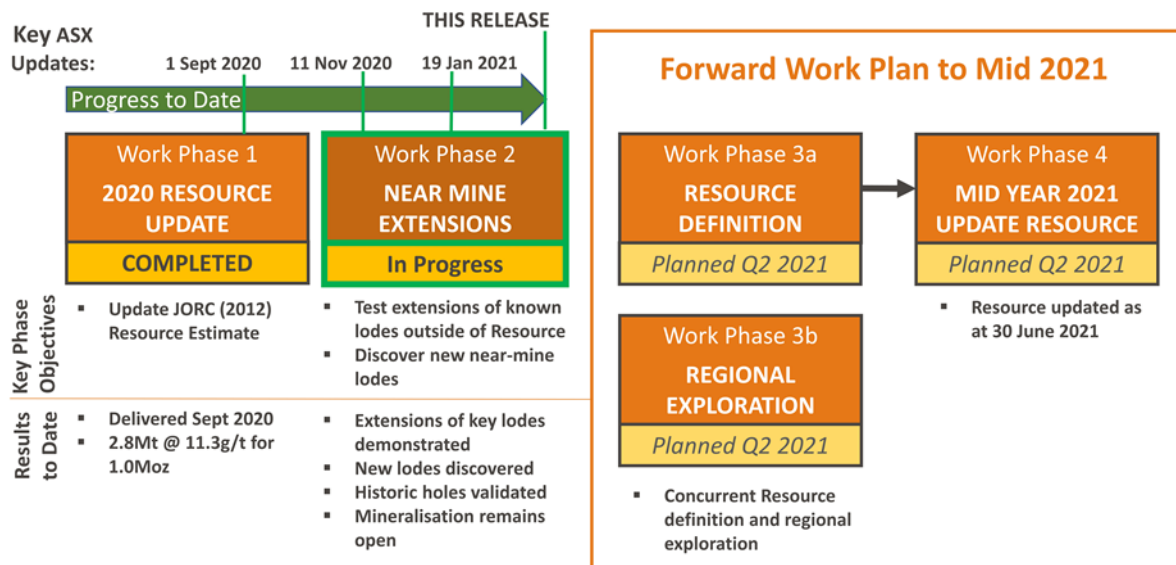 THIS RELEASE
Key ASX
Updates:
1 Sept 2020
11 Nov 2020
19 Jan 2021
Progress to Date
Work Phase 1
2020 RESOURCE
UPDATE
COMPLETED
Work Phase 2
NEAR MINE
EXTENSIONS
In Progress
Key Phase
Objectives
▪ Update JORC (2012)
Resource Estimate
▪ Test extensions of known
lodes outside of Resource
▪ Discover new near-mine
lodes
Results
to Date
▪ Delivered Sept 2020
▪ 2.8Mt @ 11.3g/t for
1.0Moz
▪ Extensions of key lodes
demonstrated
▪ New lodes discovered
▪ Historic holes validated
▪ Mineralisation remains
open
Forward Work Plan to Mid 2021
Work Phase 3a
RESOURCE
DEFINITION
Planned Q2 2021
Work Phase 4
MID YEAR 2021
UPDATE RESOURCE
Planned Q2 2021
▪ Resource updated as
at 30 June 2021
Work Phase 3b
REGIONAL
EXPLORATION
Planned Q2 2021
▪ Concurrent Resource
definition and regional
exploration